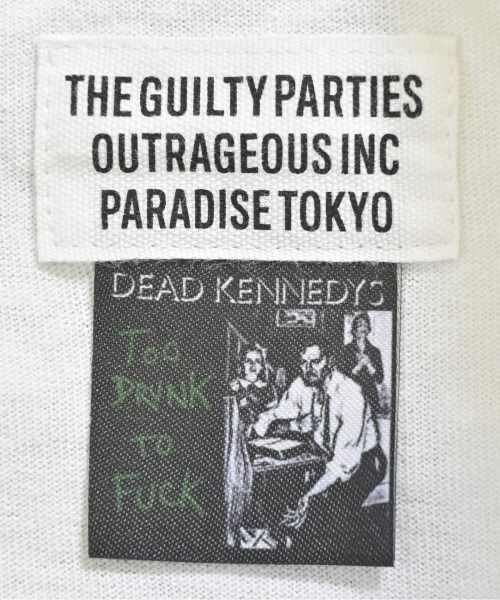 THE GUILTY PARTIES
OUTRAGEOUS INC
PARADISE TOKYO
DEAD KENNEDYS
Too
DRUNK
TO
FUCK